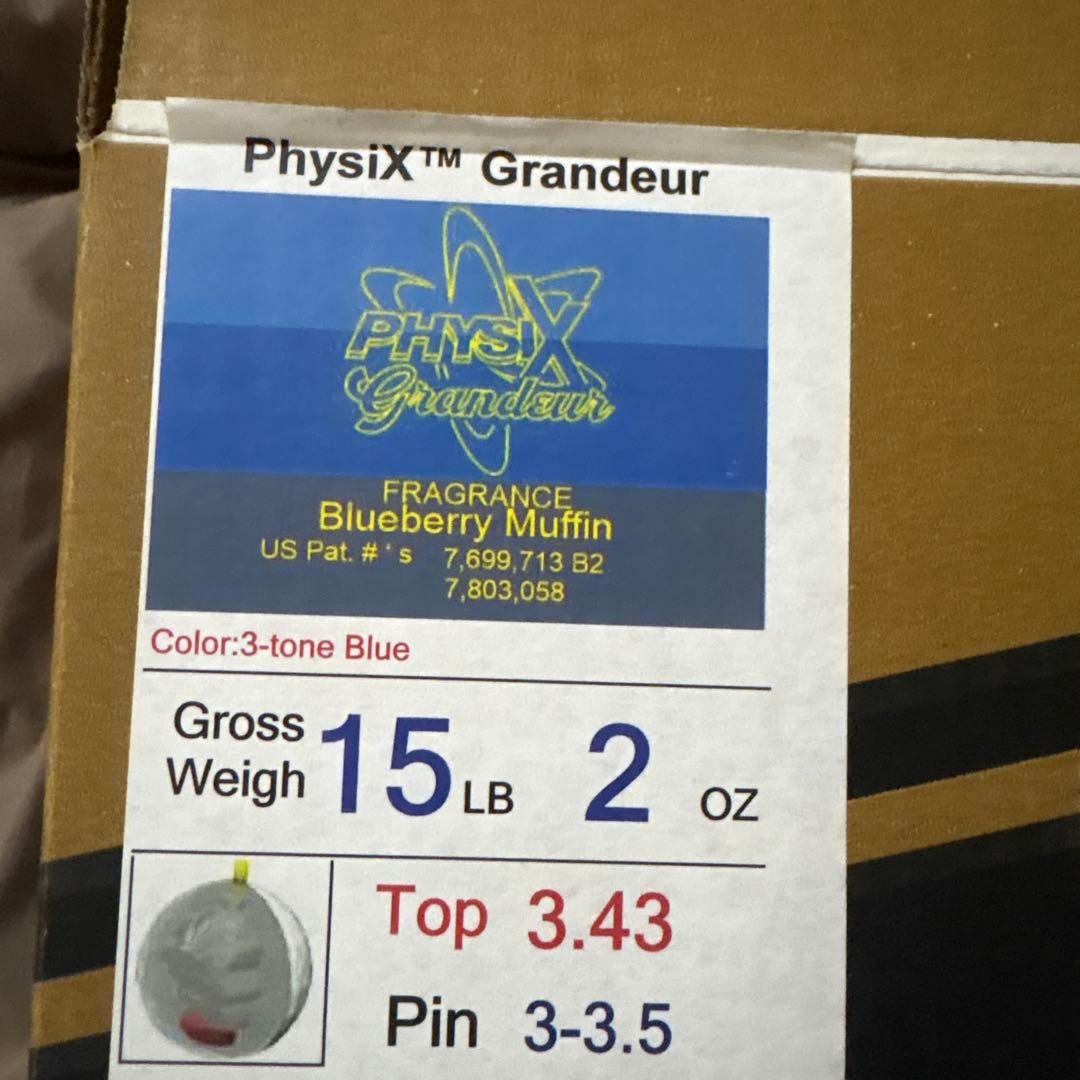 PhysiX™ Grandeur
PHYSIX
Grandeur
FRAGRANCE
Blueberry Muffin
US Pat. #'s 7,699,713 B2
7,803,058
Color:3-tone Blue
Gross
Weigh 15 LB 2 OZ
Top 3.43
Pin 3-3.5